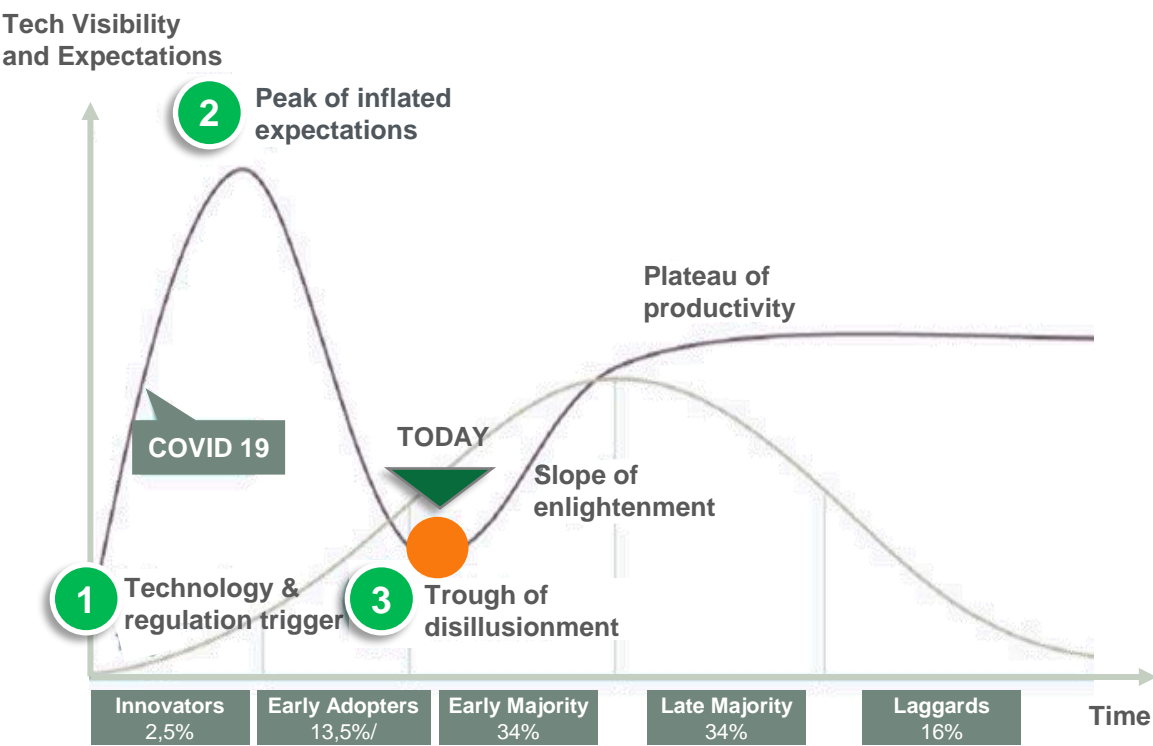 Tech Visibility
and Expectations
2
Peak of inflated
expectations
Plateau of
productivity
COVID 19
TODAY
Slope of
enlightenment
1
Technology &
regulation trigger
3
Trough of
disillusionment
Innovators
2,5%
Early Adopters
13,5%/
Early Majority
34%
Late Majority
34%
Laggards
16%
Time